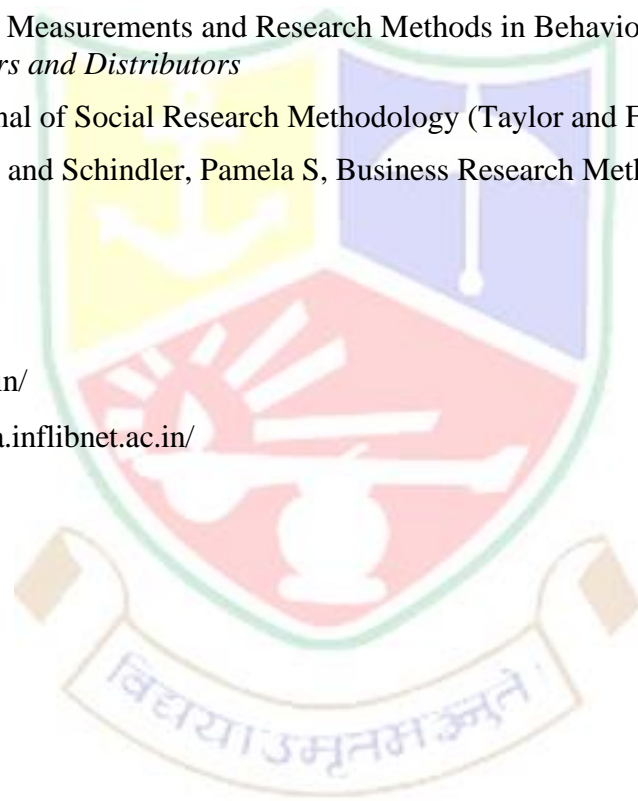 Measurements and Research Methods in Behavio
rs and Distributors
nal of Social Research Methodology (Taylor and F
and Schindler, Pamela S, Business Research Meth
in/
a.inflibnet.ac.in/
विद्ययाऽमृतमश्नुते।